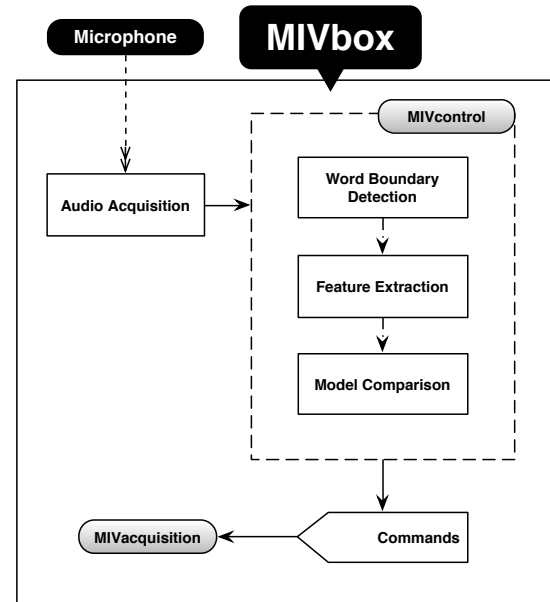 Microphone
MIVbox
MIVcontrol
Audio Acquisition
Word Boundary
Detection
Feature Extraction
Model Comparison
Commands
MIVacquisition